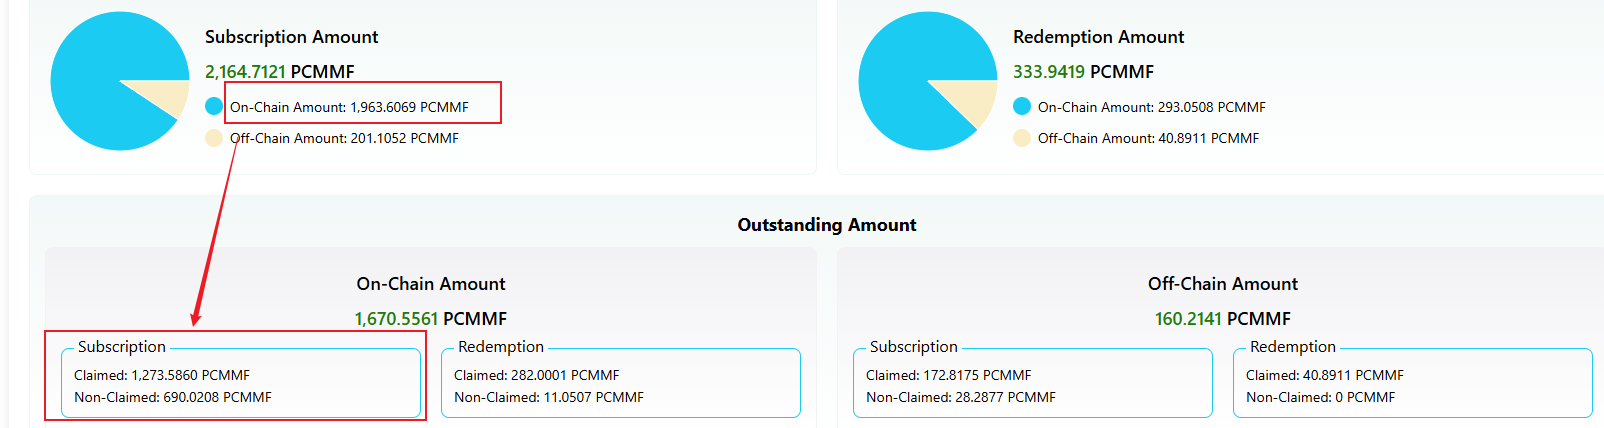 Subscription Amount
2,164.7121 PCMMF
On-Chain Amount: 1,963.6069 PCMMF
Off-Chain Amount: 201.1052 PCMMF
Redemption Amount
333.9419 PCMMF
On-Chain Amount: 293.0508 PCMMF
Off-Chain Amount: 40.8911 PCMMF
Outstanding Amount
On-Chain Amount
1,670.5561 PCMMF
Subscription
Claimed: 1,273.5860 PCMMF
Non-Claimed: 690.0208 PCMMF
Redemption
Claimed: 282.0001 PCMMF
Non-Claimed: 11.0507 PCMMF
Off-Chain Amount
160.2141 PCMMF
Subscription
Claimed: 172.8175 PCMMF
Non-Claimed: 28.2877 PCMMF
Redemption
Claimed: 40.8911 PCMMF
Non-Claimed: 0 PCMMF